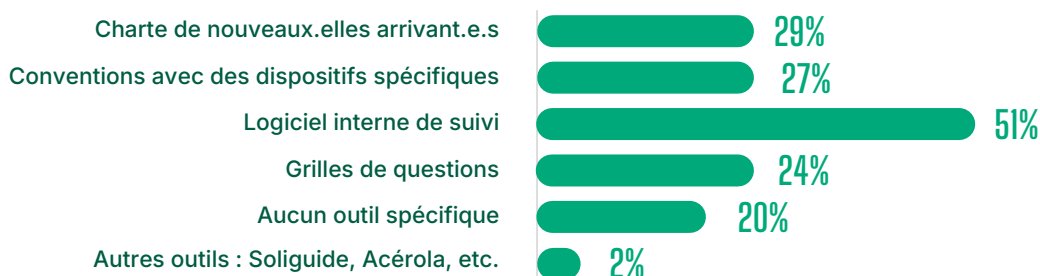 Charte de nouveaux.elles arrivant.e.s 29%
Conventions avec des dispositifs spécifiques 27%
Logiciel interne de suivi 51%
Grilles de questions 24%
Aucun outil spécifique 20%
Autres outils : Soliguide, Acérola, etc. 2%